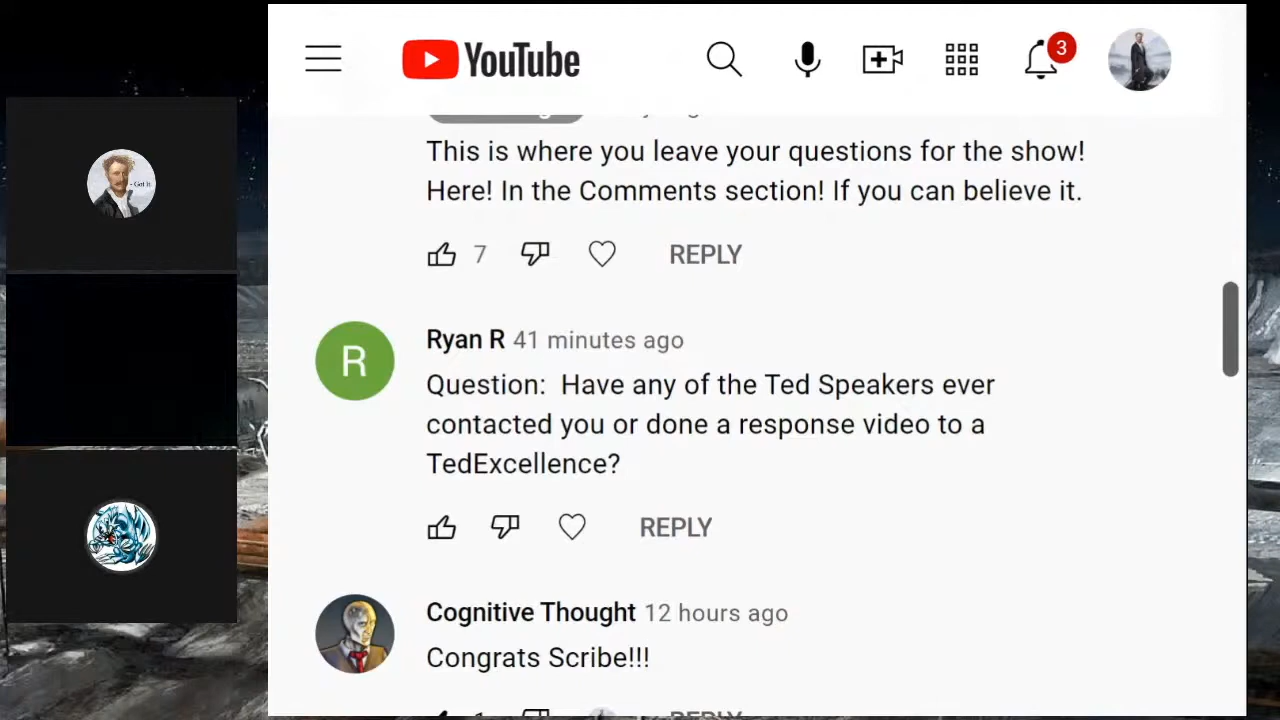 YouTube
3
This is where you leave your questions for the show!
Here! In the Comments section! If you can believe it.
7
REPLY
- Got It
R
Ryan R 41 minutes ago
Question: Have any of the Ted Speakers ever
contacted you or done a response video to a
TedExcellence?
REPLY
Cognitive Thought 12 hours ago
Congrats Scribe!!!
REPLY